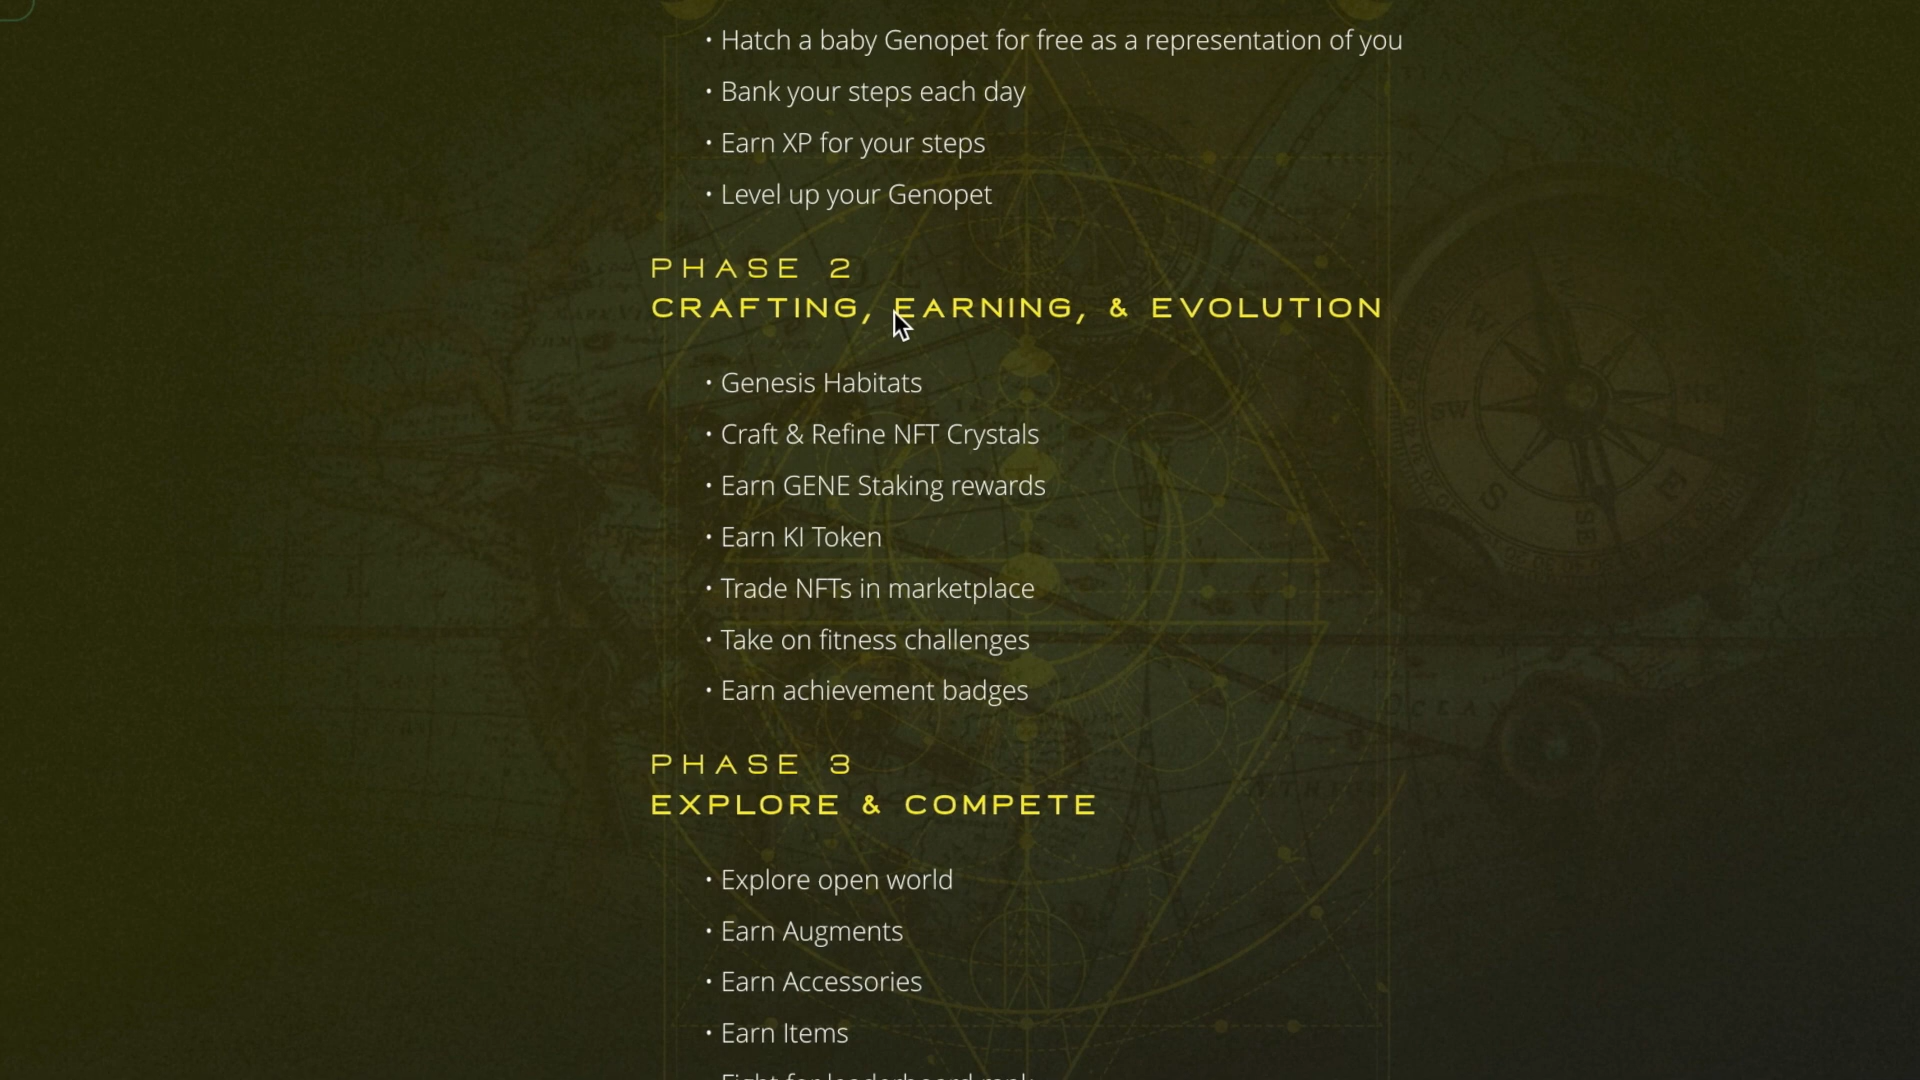 • Hatch a baby Genopet for free as a representation of you
• Bank your steps each day
• Earn XP for your steps
• Level up your Genopet
PHASE 2
CRAFTING, EARNING, & EVOLUTION
• Genesis Habitats
• Craft & Refine NFT Crystals
• Earn GENE Staking rewards
• Earn KI Token
• Trade NFTs in marketplace
• Take on fitness challenges
• Earn achievement badges
PHASE 3
EXPLORE & COMPETE
• Explore open world
• Earn Augments
• Earn Accessories
• Earn Items
SW
S
SE
E